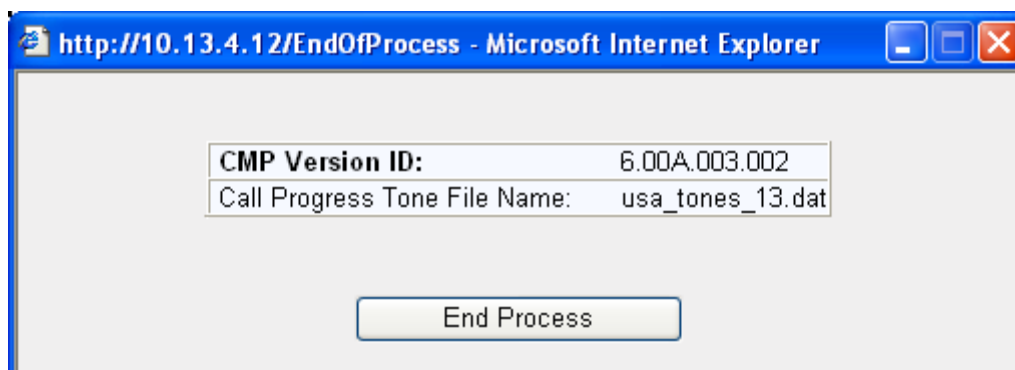 http://10.13.4.12/EndOfProcess - Microsoft Internet Explorer
CMP Version ID: 6.00A.003.002
Call Progress Tone File Name: usa_tones_13.dat
End Process